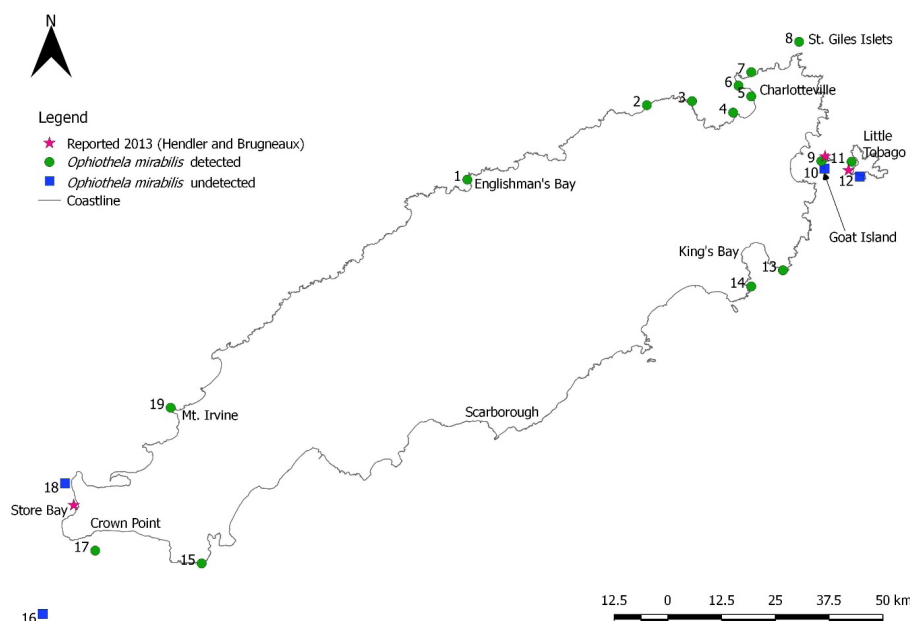 N
8 St. Giles Islets
7
6
5
Charlotteville
2
3
4
Legend
Reported 2013 (Hendler and Brugneaux)
Ophiothela mirabilis detected
Ophiothela mirabilis undetected
Coastline
Little
Tobago
9
11
10
12
1
Englishman's Bay
Goat Island
King's Bay
13
14
19
Mt. Irvine
Scarborough
18
Store Bay
Crown Point
17
15
16
12.5 0 12.5 25 37.5 50 km